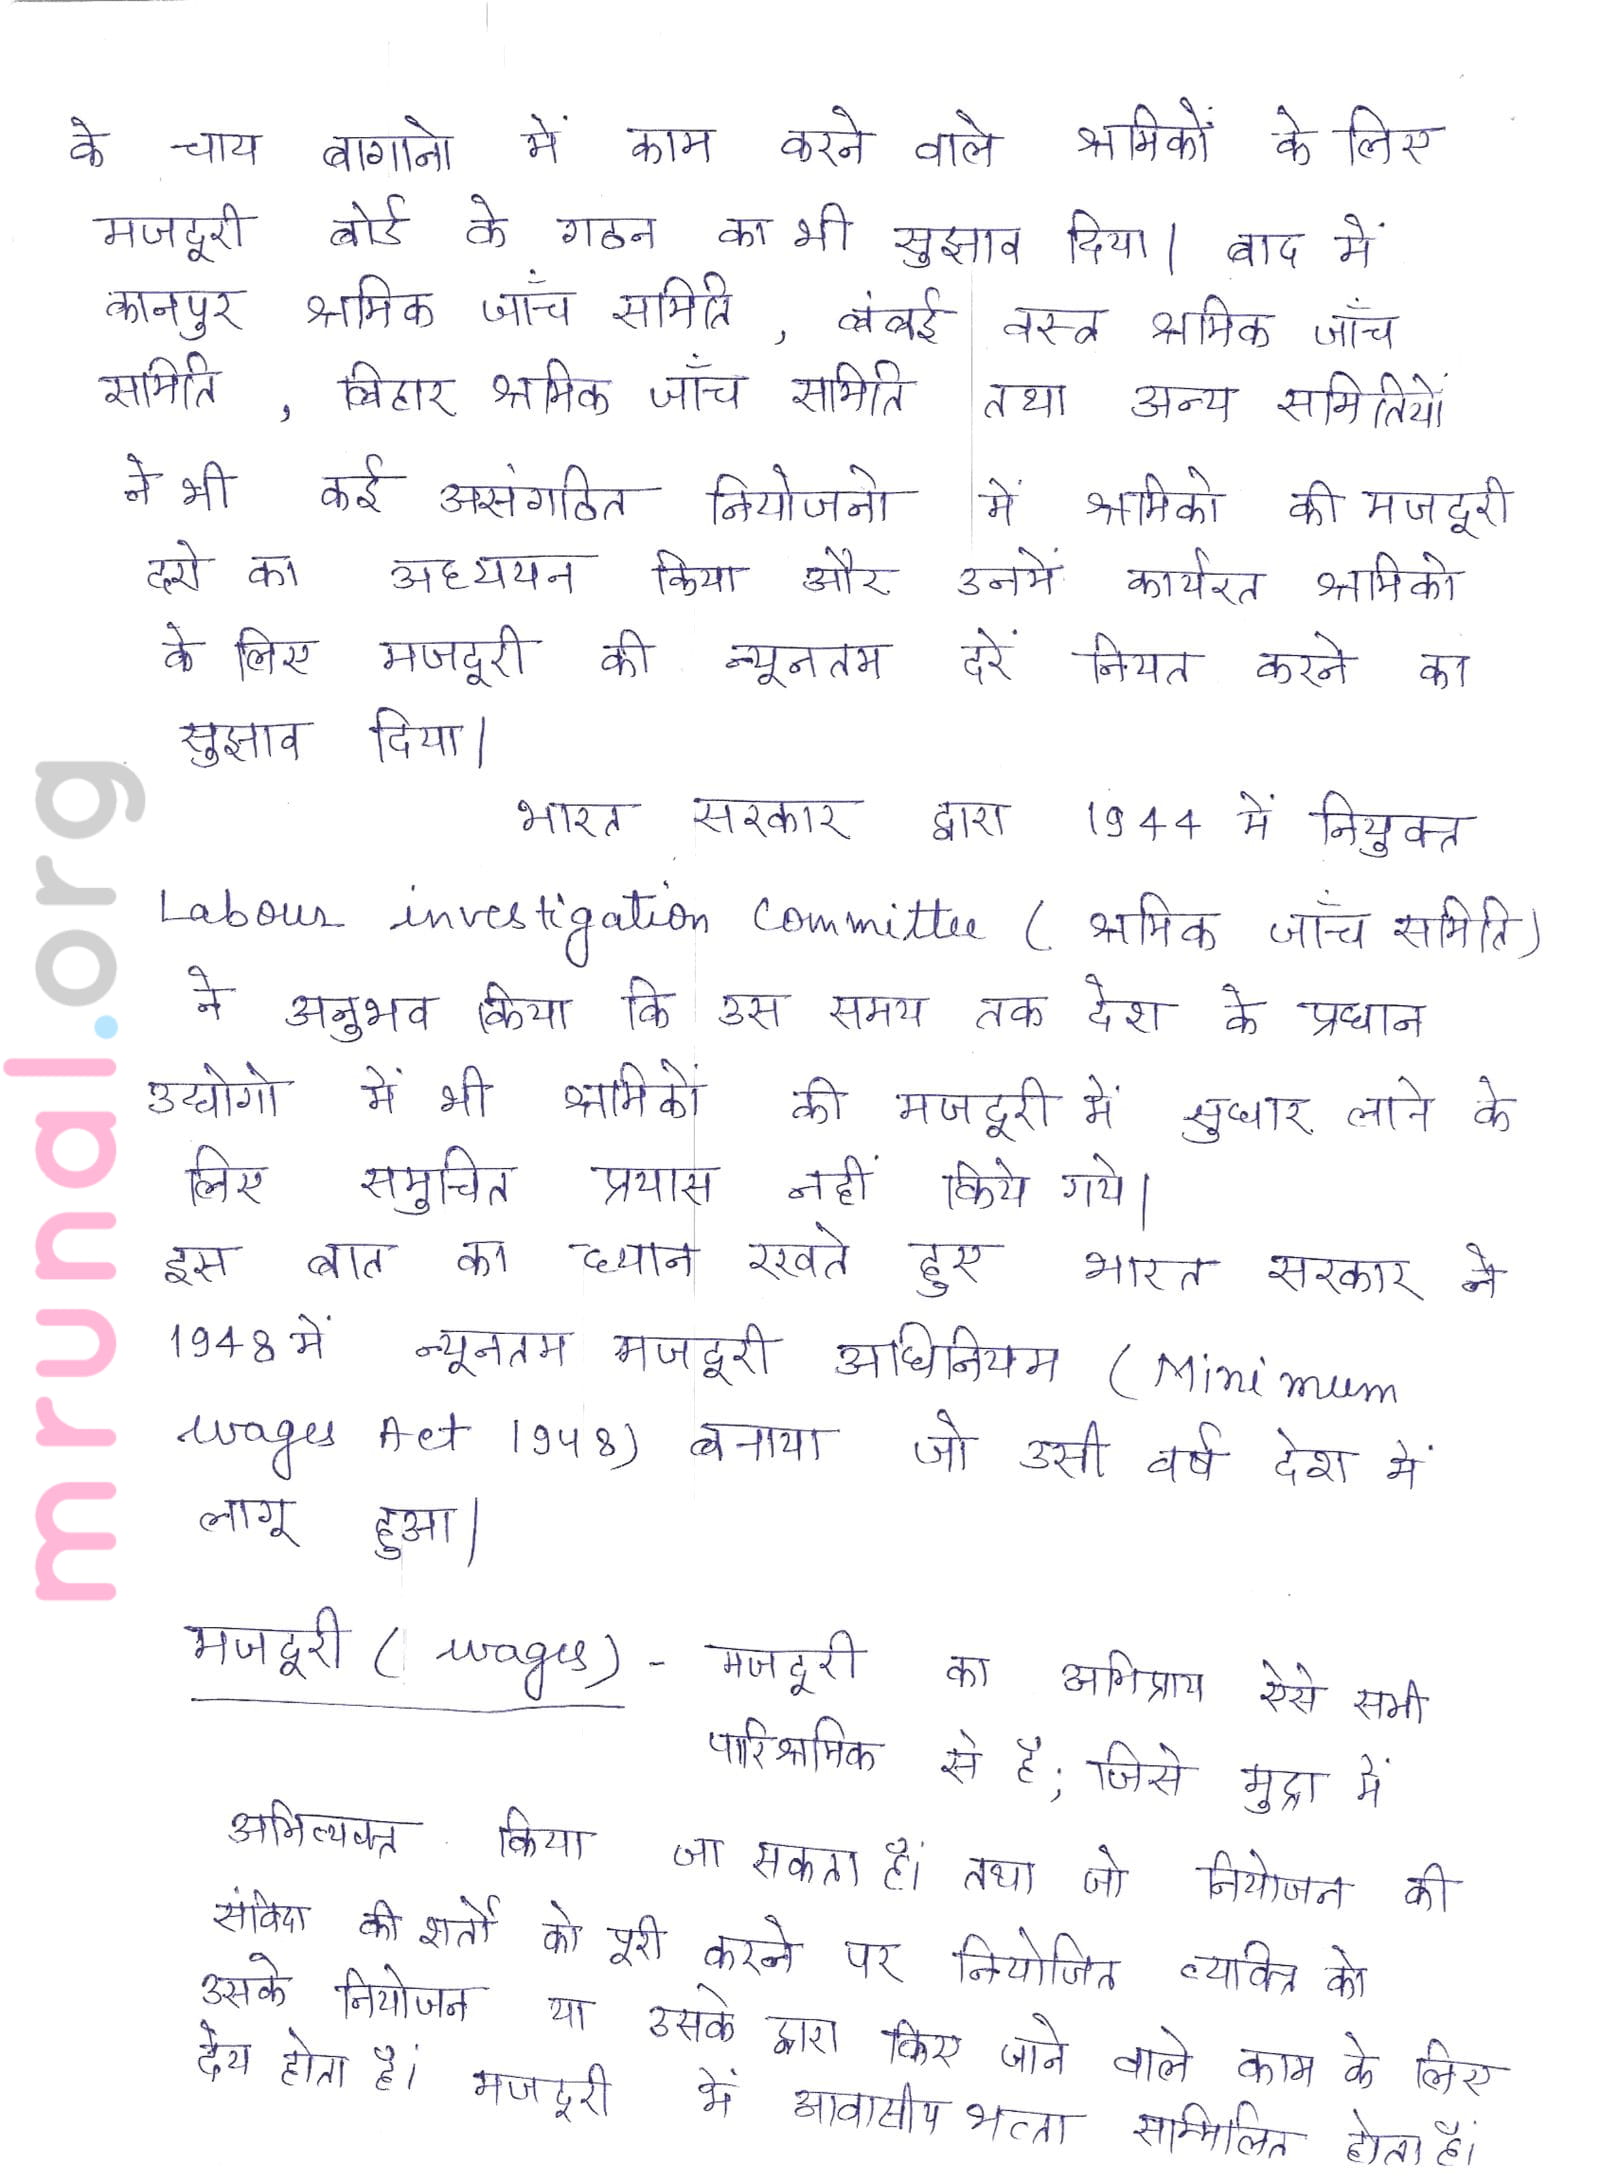 के चाय बागानो में काम करने वाले श्रमिकों के लिए
मजदूरी बोर्ड के गठन का भी सुझाव दिया। बाद में
कानपुर श्रमिक जाँच समिति, बंबई वस्त्र श्रमिक जाँच
समिति, बिहार श्रमिक जाँच समिति तथा अन्य समितियों
ने भी कई असंगठित नियोजनो में श्रमिको की मजदूरी
दरो का अध्ययन किया और उनमें कार्यरत श्रमिको
के लिए मजदूरी की न्यूनतम दरें नियत करने का
सुझाव दिया।
भारत सरकार द्वारा 1944 में नियुक्त
Labour investigation Committee ( श्रमिक जाँच समिति)
ने अनुभव किया कि उस समय तक देश के प्रधान
उद्योगो में भी श्रमिकों की मजदूरी में सुधार लाने के
लिए समुचित प्रयास नहीं किये गये।
इस बात का ध्यान रखते हुए भारत सरकार ने
1948 में न्यूनतम मजदूरी अधिनियम (Minimum
wages Act 1948) बनाया जो उसी वर्ष देश में
लागू हुआ।
मजदूरी ( wages) - मजदूरी का अभिप्राय ऐसे सभी
पारिश्रमिक से है, जिसे मुद्रा में
अभिव्यक्त किया जा सकता है। तथा जो नियोजन की
संविदा की शर्तों को पूरी करने पर नियोजित व्यक्ति को
उसके नियोजन या उसके द्वारा किए जाने वाले काम के लिए
देय होता है। मजदूरी में आवासीय भत्ता सम्मिलित होता है।
mrunal.org